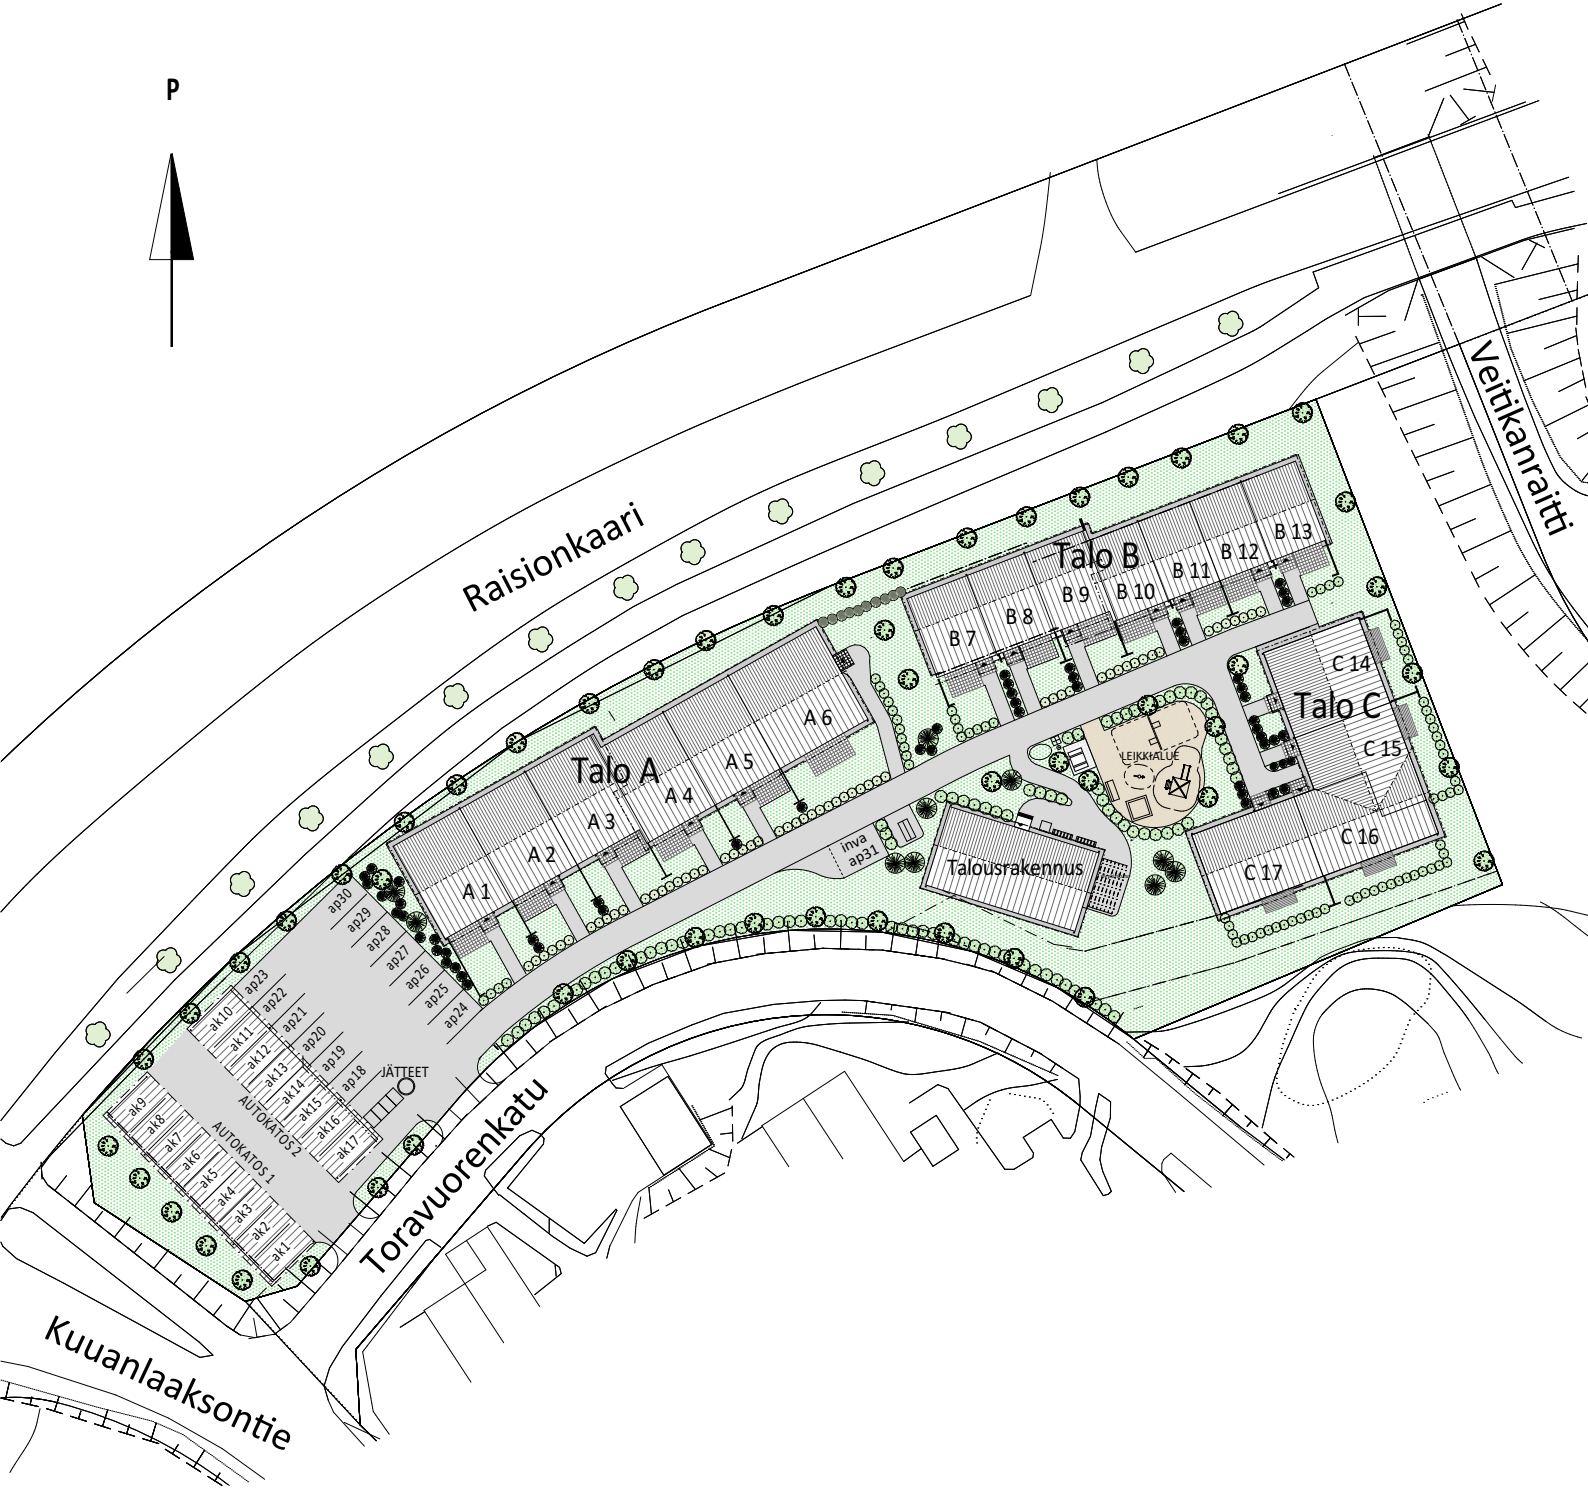 P
Raisionkaari
Veitikanraitti
Talo B
B 7
B 8
B 9
B 10
B 11
B 12
B 13
Talo C
C 14
C 15
C 16
C 17
Talo A
A 1
A 2
A 3
A 4
A 5
A 6
LEIKKIALUE
inva
ap31
Talousrakennus
ap30
ap29
ap28
ap27
ap26
ap25
ap24
ap23
ap22
ap21
ap20
ap19
ap18
JÄTTEET
ak10
ak11
ak12
ak13
ak14
ak15
ak16
ak17
AUTOKATOS 2
AUTOKATOS 1
ak9
ak8
ak7
ak6
ak5
ak4
ak3
ak2
ak1
Toravuorenkatu
Kuuanlaaksontie